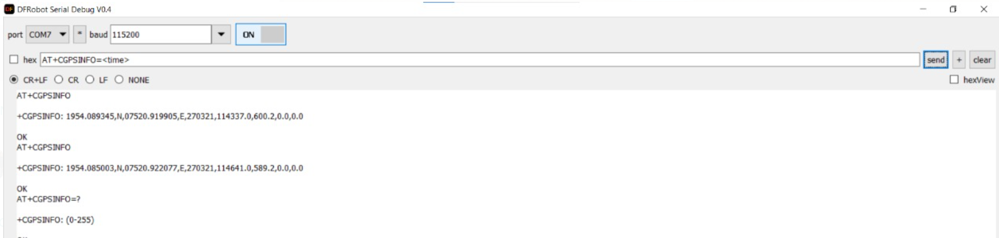 DF DFRobot Serial Debug V0.4
port COM7 * baud 115200 ON
hex AT+CGPSINFO=<time> send + clear
CR+LF CR LF NONE hexView
AT+CGPSINFO
+CGPSINFO: 1954.089345,N,07520.919905,E,270321,114337.0,600.2,0.0,0.0
OK
AT+CGPSINFO
+CGPSINFO: 1954.085003,N,07520.922077,E,270321,114641.0,589.2,0.0,0.0
OK
AT+CGPSINFO=?
+CGPSINFO: (0-255)